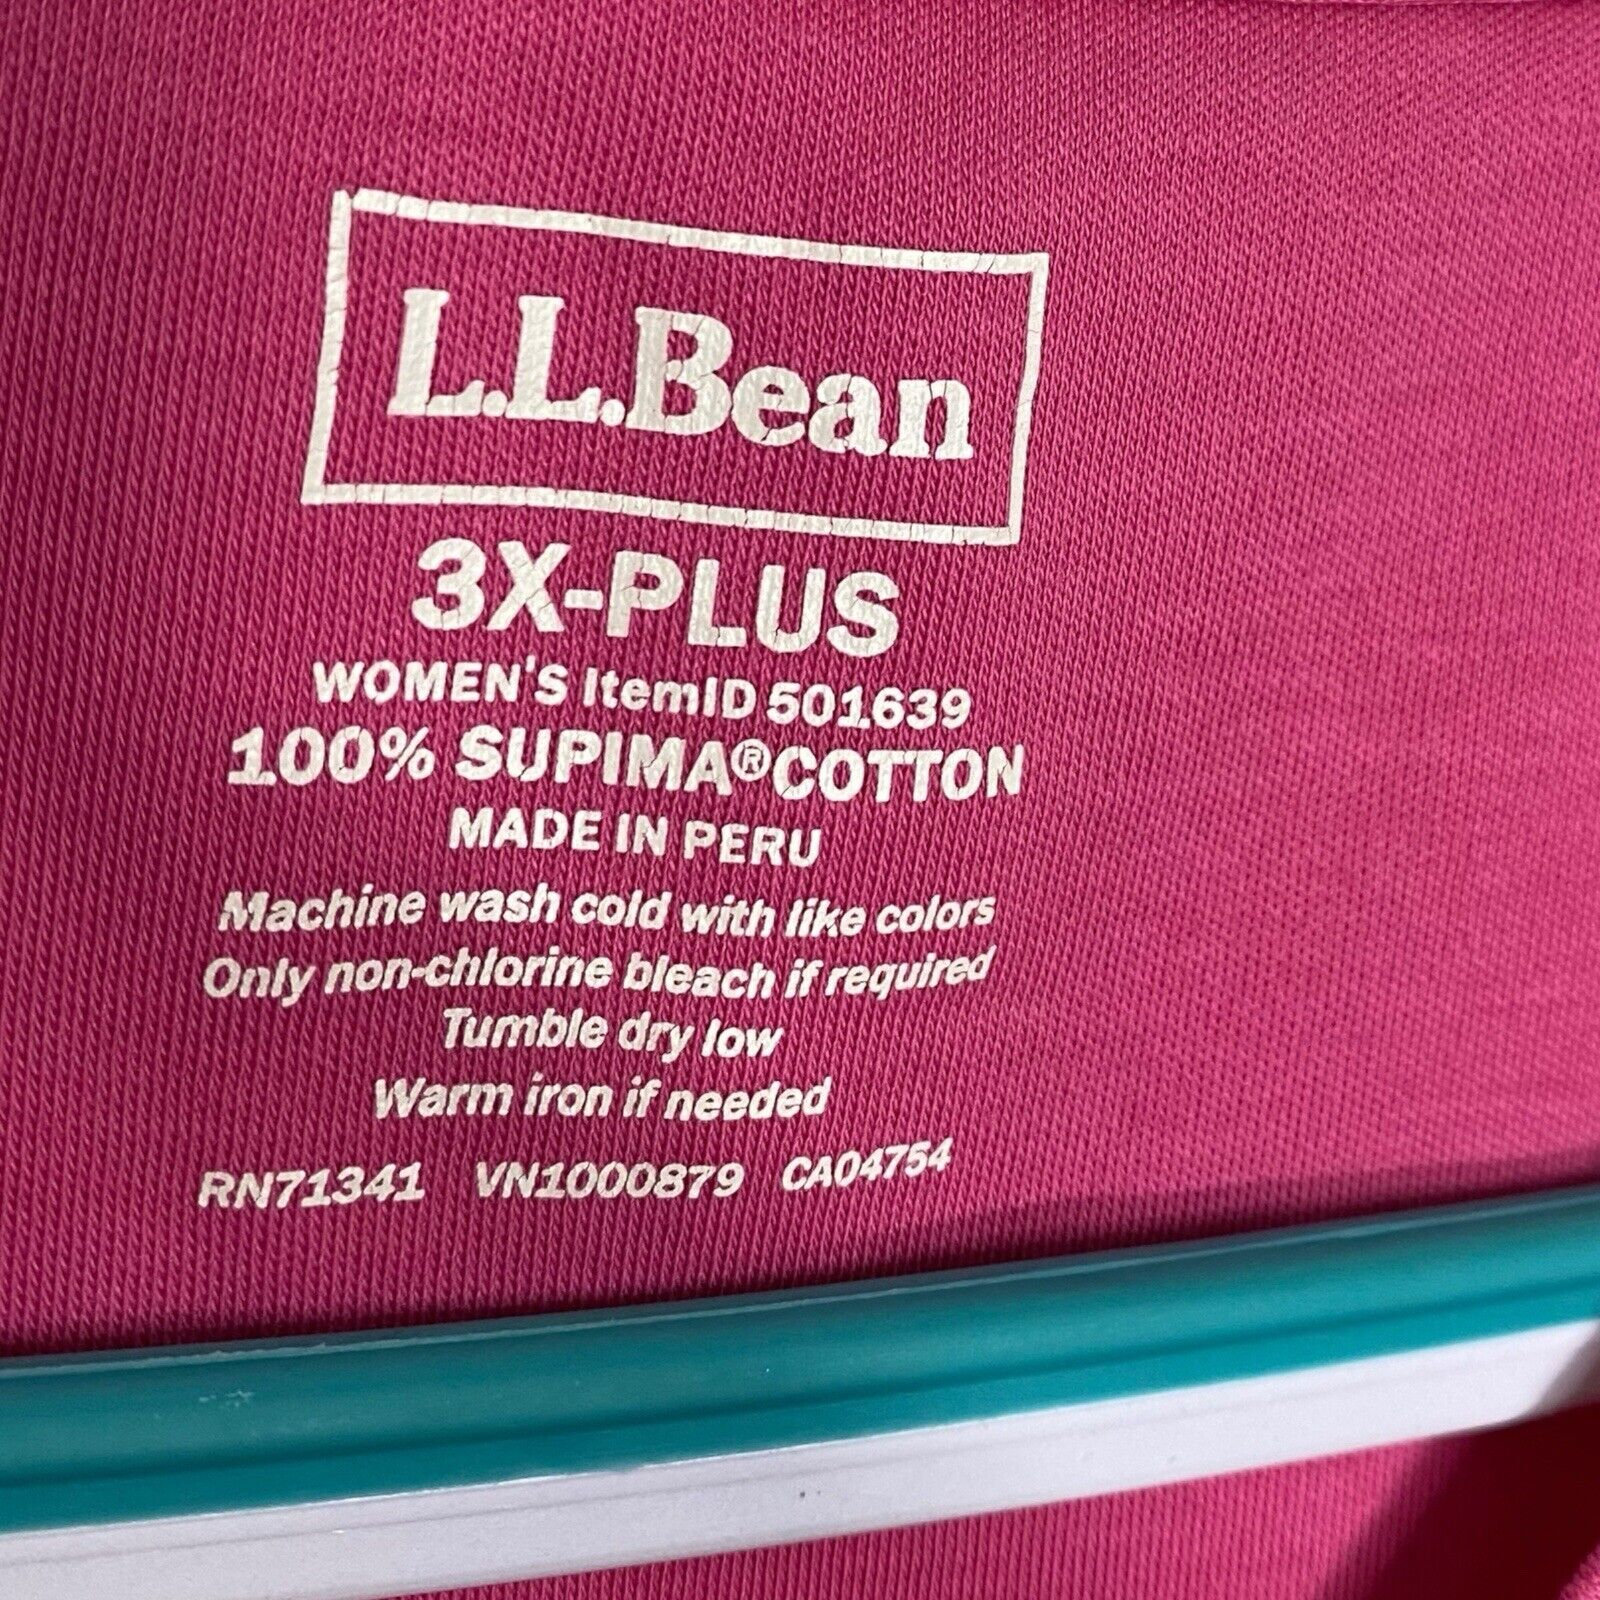 L.L.Bean
3X-PLUS
WOMEN'S ItemID 501639
100% SUPIMA® COTTON
MADE IN PERU
Machine wash cold with like colors
Only non-chlorine bleach if required
Tumble dry low
Warm iron if needed
RN71341 VN1000879 CA04754